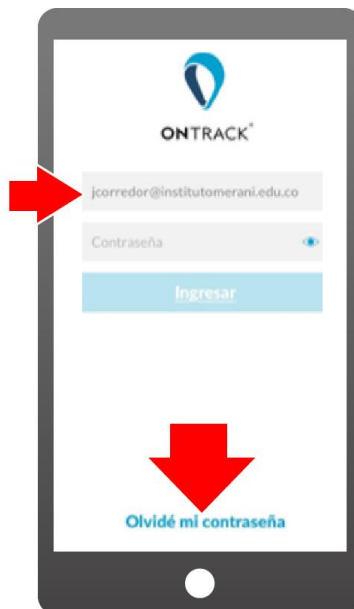 ONTRACK
jcorredor@institutomerani.edu.co
Contraseña
Ingresar
Olvidé mi contraseña